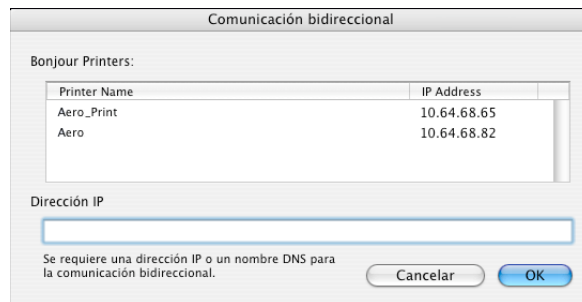 Comunicación bidireccional
Bonjour Printers:
Printer Name IP Address
Aero_Print 10.64.68.65
Aero 10.64.68.82
Dirección IP
Se requiere una dirección IP o un nombre DNS para
la comunicación bidireccional.
Cancelar OK